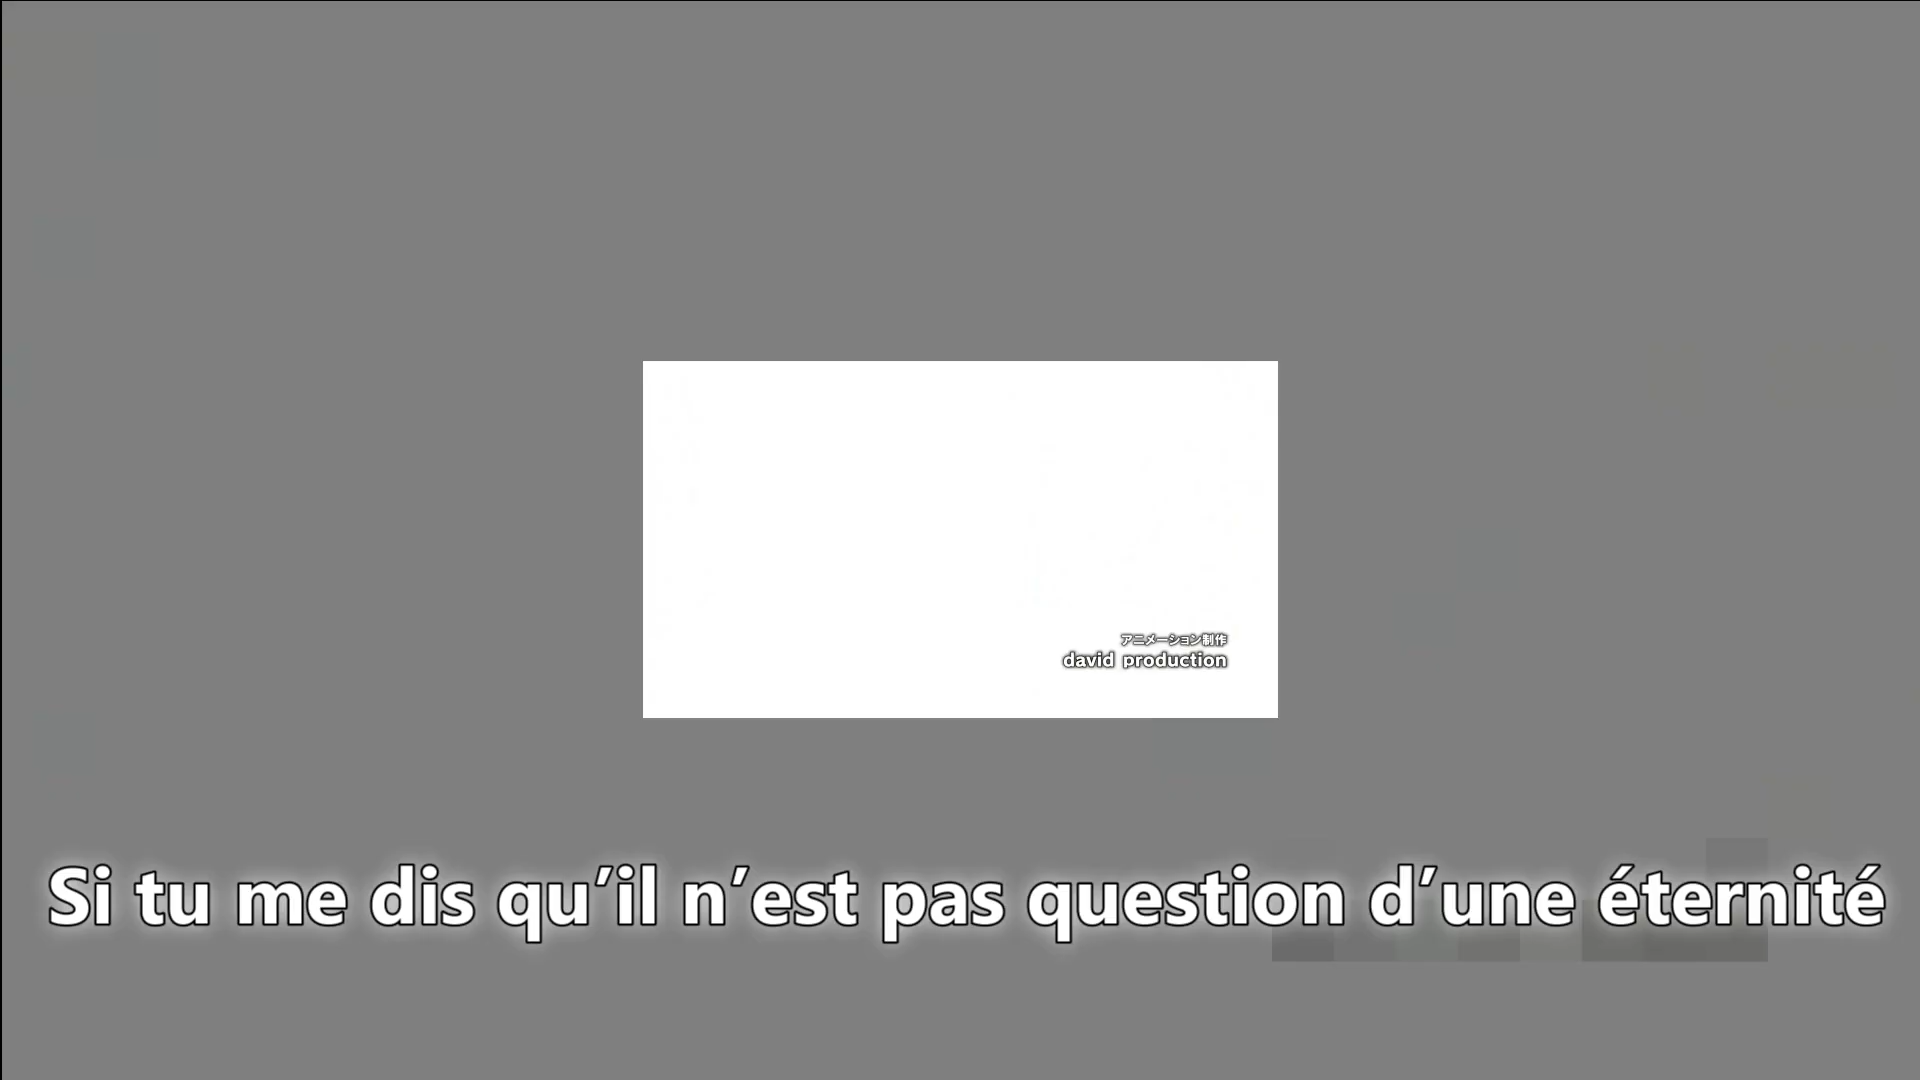 アニメーション制作
david production
Si tu me dis qu’il n’est pas question d’une éternité